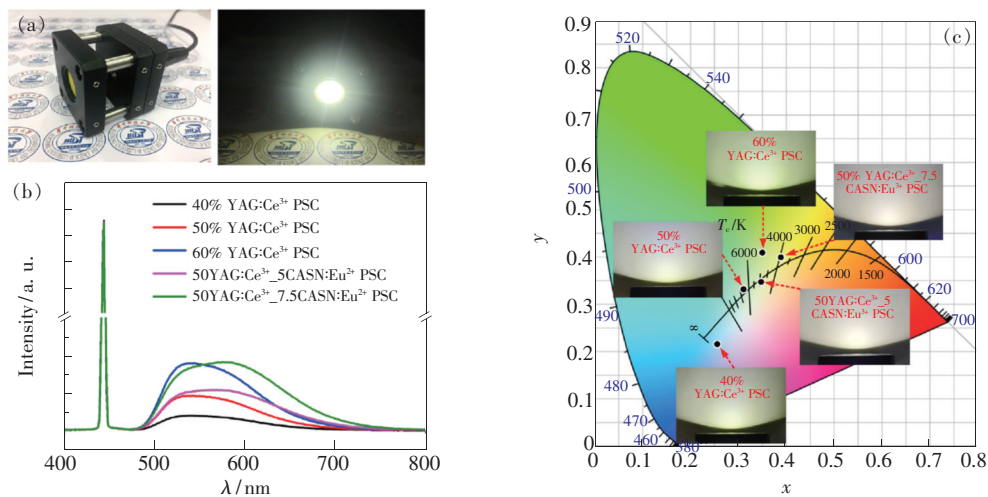 (a)
(b)
40% YAG:Ce³⁺ PSC
50% YAG:Ce³⁺ PSC
60% YAG:Ce³⁺ PSC
50YAG:Ce³⁺_5CASN:Eu²⁺ PSC
50YAG:Ce³⁺_7.5CASN:Eu²⁺ PSC
Intensity/a. u.
400
500
600
700
800
λ/nm
(c)
0.9
0.8
0.7
0.6
0.5
0.4
0.3
0.2
0.1
0
y
0
0.1
0.2
0.3
0.4
0.5
0.6
0.7
0.8
x
520
540
500
490
480
470
460
380
600
620
700
60%
YAG:Ce³⁺ PSC
50% YAG:Ce³⁺_7.5
CASN:Eu³⁺ PSC
50%
YAG:Ce³⁺ PSC
50YAG:Ce³⁺_5
CASN:Eu³⁺ PSC
40%
YAG:Ce³⁺ PSC
Tc/K
6000
4000
3000
2500
2000
1500
∞